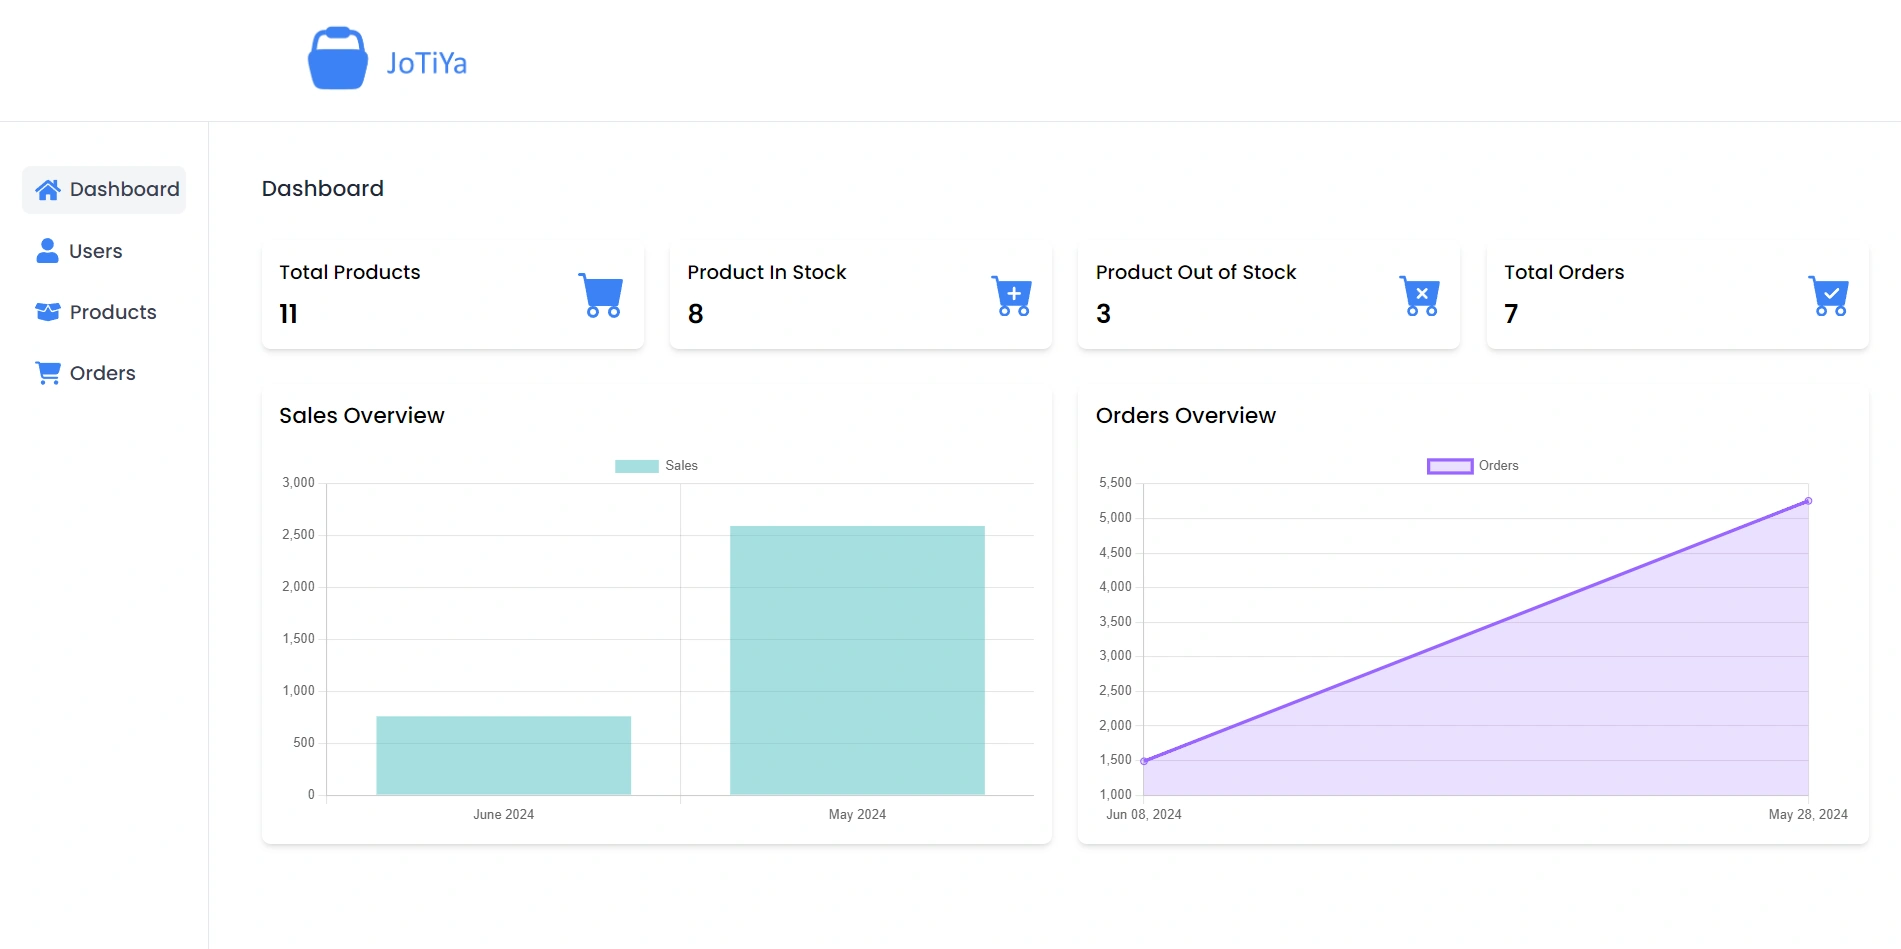 JoTiYa
Dashboard
Users
Products
Orders
Dashboard
Total Products
11
Product In Stock
8
Product Out of Stock
3
Total Orders
7
Sales Overview
Sales
3,000
2,500
2,000
1,500
1,000
500
0
June 2024
May 2024
Orders Overview
Orders
5,500
5,000
4,500
4,000
3,500
3,000
2,500
2,000
1,500
1,000
Jun 08, 2024
May 28, 2024